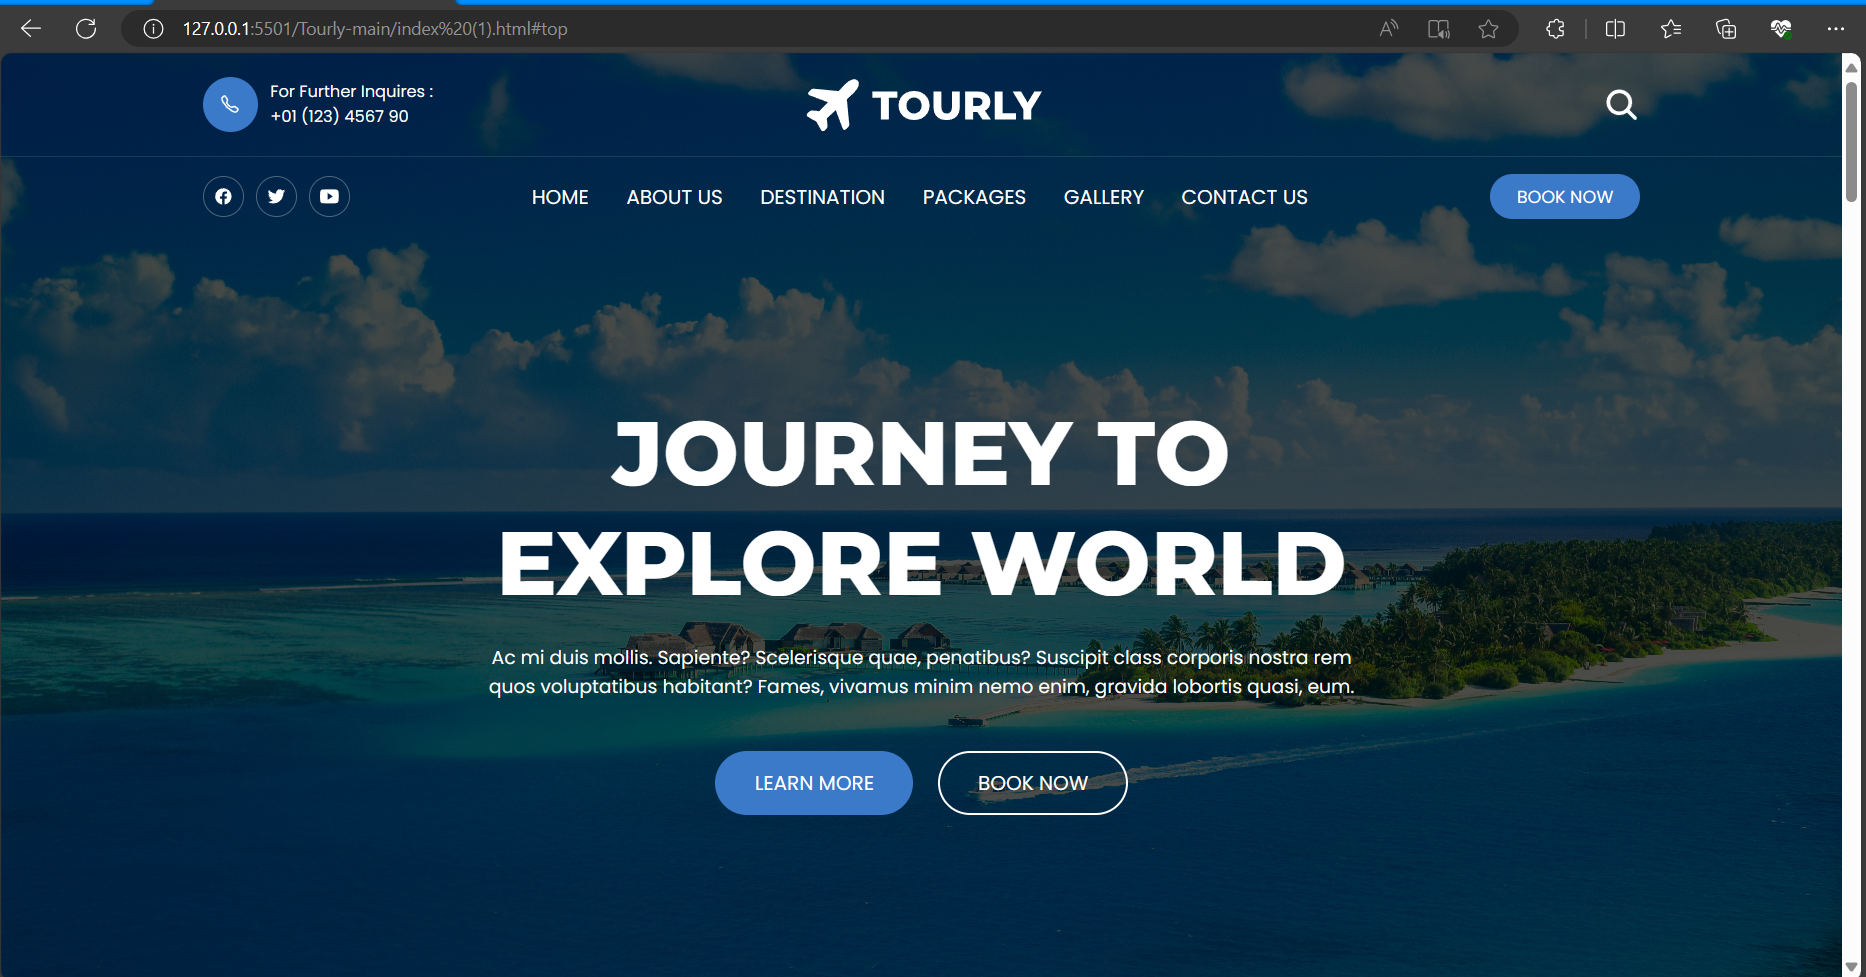 127.0.0.1:5501/Tourly-main/index%20(1).html#top
For Further Inquires :
+01 (123) 4567 90
TOURLY
HOME ABOUT US DESTINATION PACKAGES GALLERY CONTACT US BOOK NOW
JOURNEY TO
EXPLORE WORLD
Ac mi duis mollis. Sapiente? Scelerisque quae, penatibus? Suscipit class corporis nostra rem
quos voluptatibus habitant? Fames, vivamus minim nemo enim, gravida lobortis quasi, eum.
LEARN MORE BOOK NOW